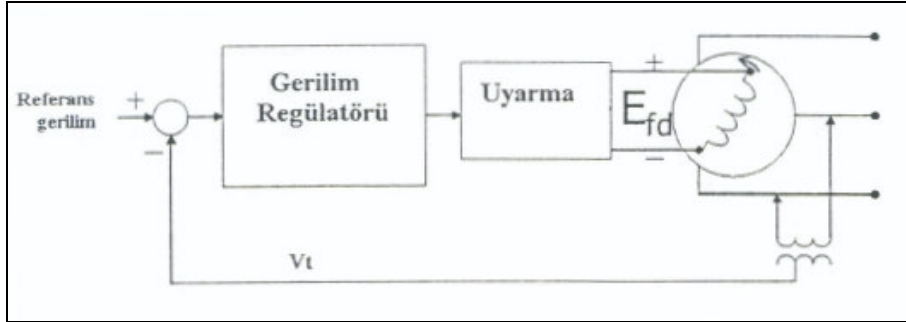 Referans
gerilim
+
−
Gerilim
Regülatörü
Uyarma
+
E_fd
−
Vt